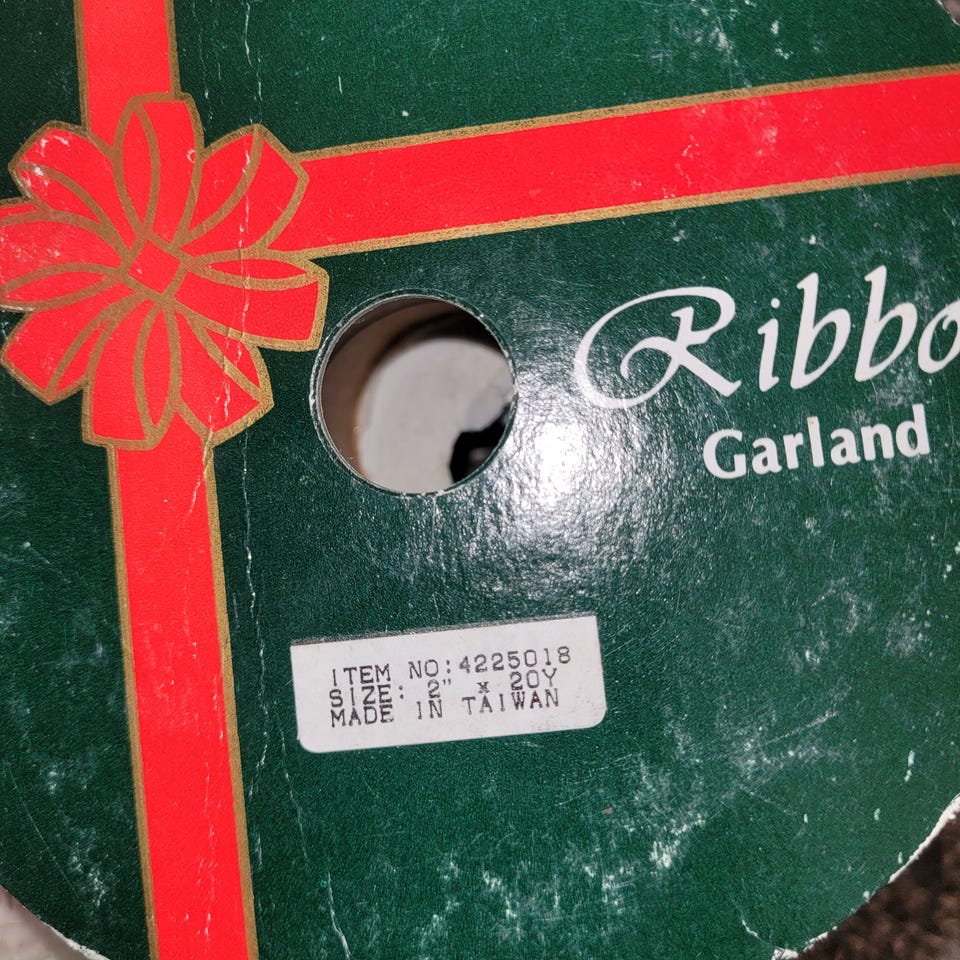 Ribbo
Garland
ITEM NO:4225018
SIZE: 2" x 20Y
MADE IN TAIWAN